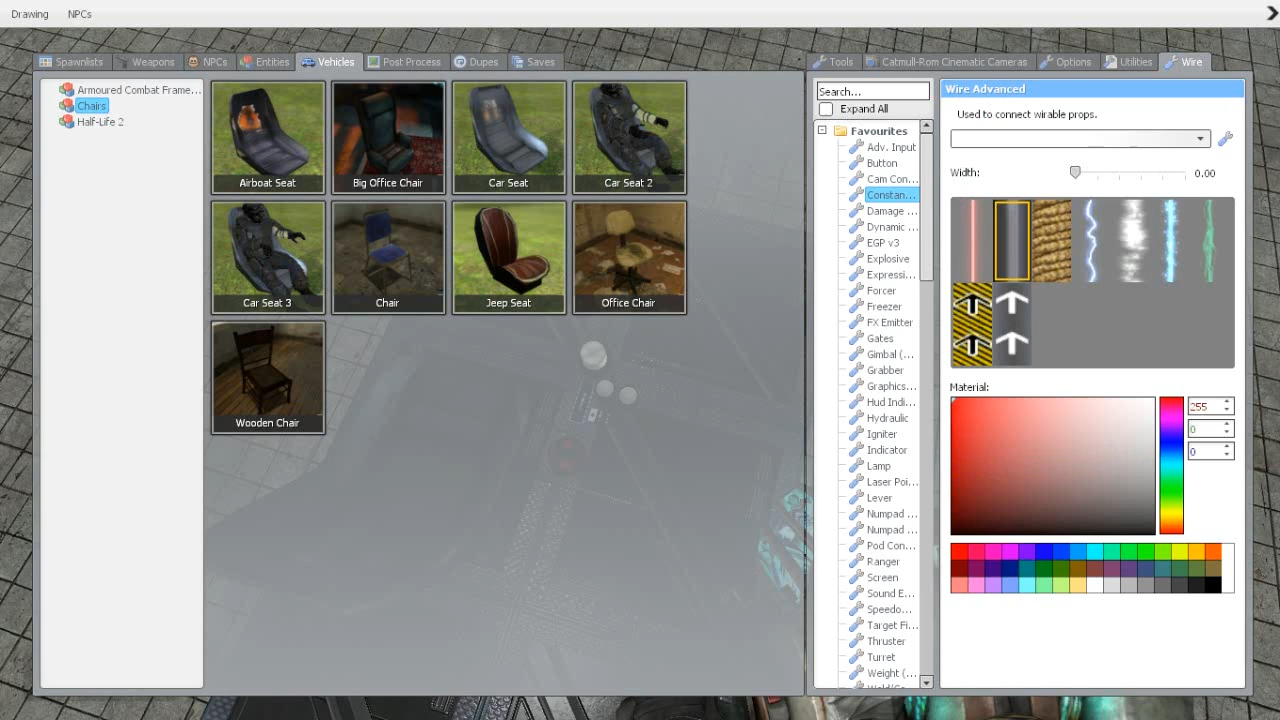 Drawing NPCs
Spawnlists Weapons NPCs Entities Vehicles Post Process Dupes Saves
Tools Catmull-Rom Cinematic Cameras Options Utilities Wire
Armoured Combat Frame...
Chairs
Half-Life 2
Airboat Seat
Big Office Chair
Car Seat
Car Seat 2
Car Seat 3
Chair
Jeep Seat
Office Chair
Wooden Chair
Search...
Expand All
Favourites
Adv. Input
Button
Cam Con...
Constan...
Damage ...
Dynamic ...
EGP v3
Explosive
Expressi...
Forcer
Freezer
FX Emitter
Gates
Gimbal (...
Grabber
Graphics...
Hud Indi...
Hydraulic
Igniter
Indicator
Lamp
Laser Poi...
Lever
Numpad ...
Numpad ...
Pod Con...
Ranger
Screen
Sound E...
Speedo...
Target Fi...
Thruster
Turret
Weight (...
Wire Advanced
Used to connect wirable props.
Width: 0.00
Material:
255
0
0